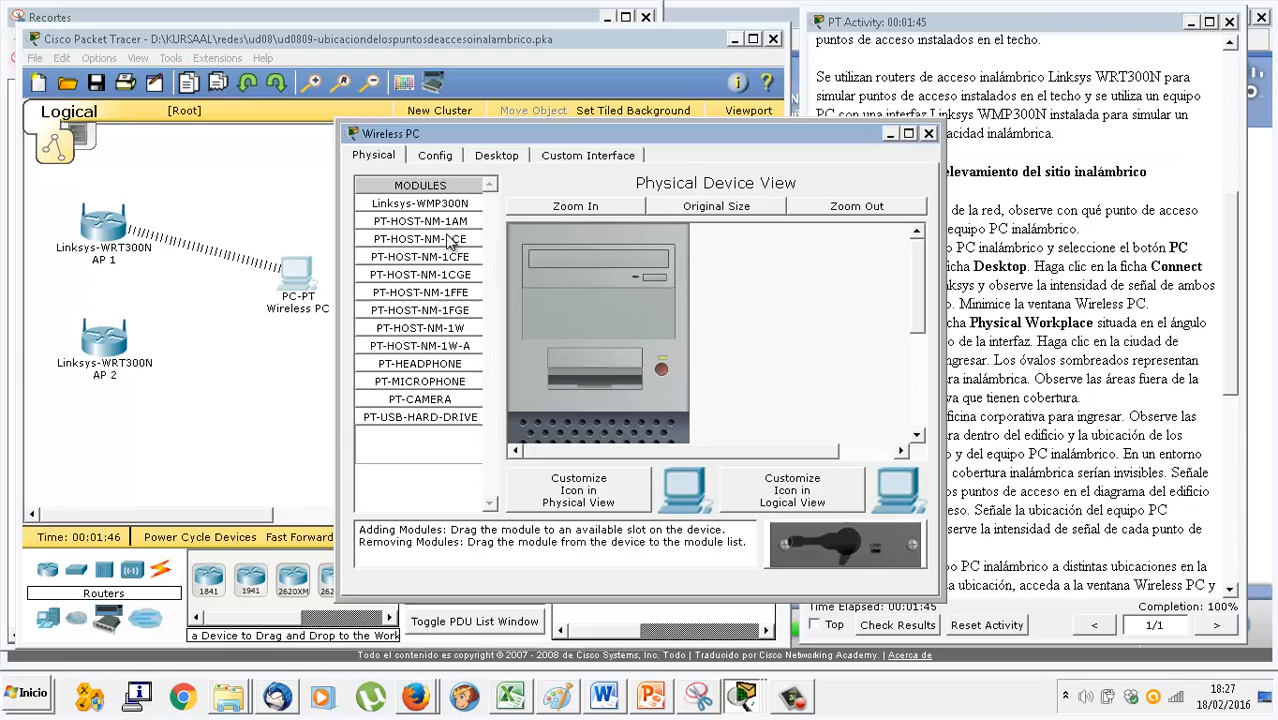 Recortes
Cisco Packet Tracer - D:\KURSAAL\redes\ud08\ud0809-ubicaciondelospuntosdeaccesoinalambrico.pka
File Edit Options View Tools Extensions Help
Logical
[Root]
New Cluster
Move Object
Set Tiled Background
Viewport
Linksys-WRT300N
AP 1
PC-PT
Wireless PC
Linksys-WRT300N
AP 2
Time: 00:01:46
Power Cycle Devices
Fast Forward
Routers
1841
1941
2620XM
a Device to Drag and Drop to the Work
Toggle PDU List Window
Wireless PC
Physical
Config
Desktop
Custom Interface
MODULES
Linksys-WMP300N
PT-HOST-NM-1AM
PT-HOST-NM-1CE
PT-HOST-NM-1CFE
PT-HOST-NM-1CGE
PT-HOST-NM-1FFE
PT-HOST-NM-1FGE
PT-HOST-NM-1W
PT-HOST-NM-1W-A
PT-HEADPHONE
PT-MICROPHONE
PT-CAMERA
PT-USB-HARD-DRIVE
Physical Device View
Zoom In
Original Size
Zoom Out
Customize
Icon in
Physical View
Customize
Icon in
Logical View
Adding Modules: Drag the module to an available slot on the device.
Removing Modules: Drag the module from the device to the module list.
PT Activity: 00:01:45
puntos de acceso instalados en el techo.
Se utilizan routers de acceso inalámbrico Linksys WRT300N para
simular puntos de acceso instalados en el techo y se utiliza un equipo
PC con una interfaz Linksys WMP300N instalada para simular un
acidad inalámbrica.
elevamiento del sitio inalámbrico
de la red, observe con qué punto de acceso
equipo PC inalámbrico.
PC inalámbrico y seleccione el botón PC
ficha Desktop. Haga clic en la ficha Connect
nksys y observe la intensidad de señal de ambos
Minimice la ventana Wireless PC.
cha Physical Workplace situada en el ángulo
de la interfaz. Haga clic en la ciudad de
ngresar. Los óvalos sombreados representan
ra inalámbrica. Observe las áreas fuera de la
va que tienen cobertura.
oficina corporativa para ingresar. Observe las
ra dentro del edificio y la ubicación de los
y del equipo PC inalámbrico. En un entorno
cobertura inalámbrica serían invisibles. Señale
os puntos de acceso en el diagrama del edificio
eso. Señale la ubicación del equipo PC
serve la intensidad de señal de cada punto de
po PC inalámbrico a distintas ubicaciones en la
a ubicación, acceda a la ventana Wireless PC y
Time Elapsed: 00:01:45
Completion: 100%
Top
Check Results
Reset Activity
<
1/1
>
Todo el contenido es copyright © 2007 - 2008 de Cisco Systems, Inc. Todo | Traducido por Cisco Networking Academy. | Acerca de
Inicio
18:27
18/02/2016